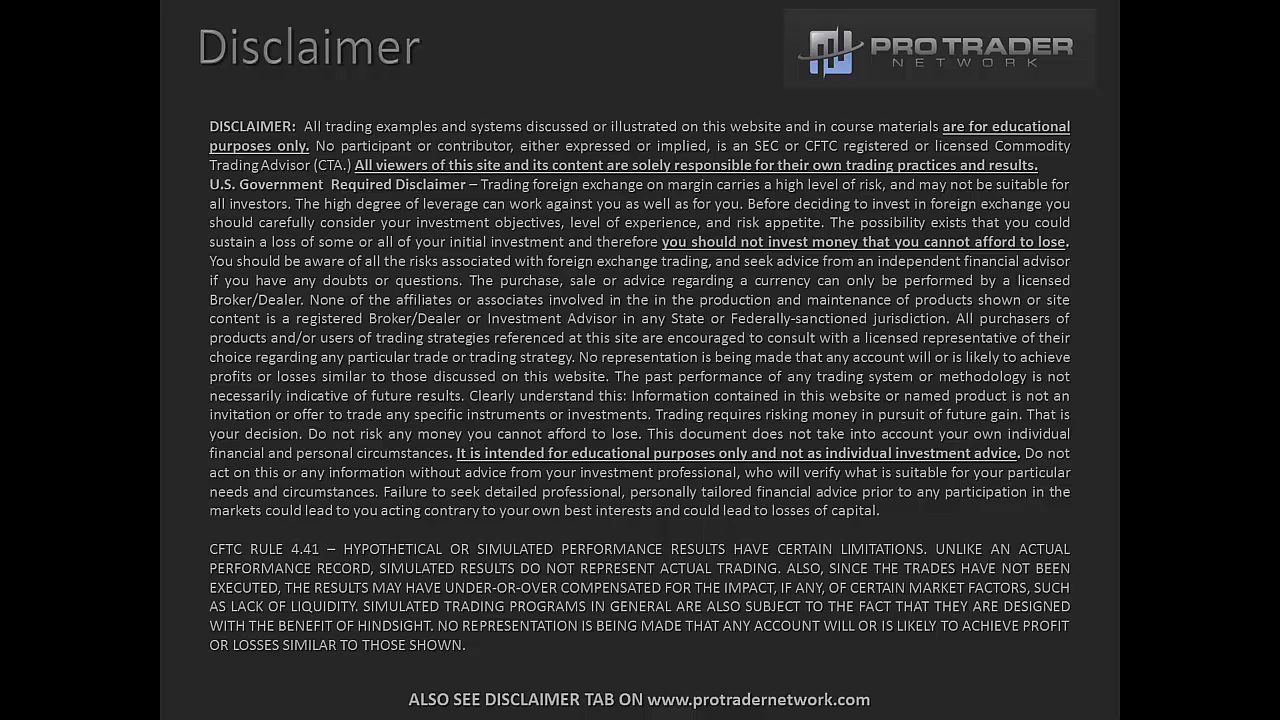 Disclaimer
PRO TRADER
NETWORK
DISCLAIMER: All trading examples and systems discussed or illustrated on this website and in course materials are for educational
purposes only. No participant or contributor, either expressed or implied, is an SEC or CFTC registered or licensed Commodity
Trading Advisor (CTA.) All viewers of this site and its content are solely responsible for their own trading practices and results.
U.S. Government Required Disclaimer – Trading foreign exchange on margin carries a high level of risk, and may not be suitable for
all investors. The high degree of leverage can work against you as well as for you. Before deciding to invest in foreign exchange you
should carefully consider your investment objectives, level of experience, and risk appetite. The possibility exists that you could
sustain a loss of some or all of your initial investment and therefore you should not invest money that you cannot afford to lose.
You should be aware of all the risks associated with foreign exchange trading, and seek advice from an independent financial advisor
if you have any doubts or questions. The purchase, sale or advice regarding a currency can only be performed by a licensed
Broker/Dealer. None of the affiliates or associates involved in the in the production and maintenance of products shown or site
content is a registered Broker/Dealer or Investment Advisor in any State or Federally-sanctioned jurisdiction. All purchasers of
products and/or users of trading strategies referenced at this site are encouraged to consult with a licensed representative of their
choice regarding any particular trade or trading strategy. No representation is being made that any account will or is likely to achieve
profits or losses similar to those discussed on this website. The past performance of any trading system or methodology is not
necessarily indicative of future results. Clearly understand this: Information contained in this website or named product is not an
invitation or offer to trade any specific instruments or investments. Trading requires risking money in pursuit of future gain. That is
your decision. Do not risk any money you cannot afford to lose. This document does not take into account your own individual
financial and personal circumstances. It is intended for educational purposes only and not as individual investment advice. Do not
act on this or any information without advice from your investment professional, who will verify what is suitable for your particular
needs and circumstances. Failure to seek detailed professional, personally tailored financial advice prior to any participation in the
markets could lead to you acting contrary to your own best interests and could lead to losses of capital.
CFTC RULE 4.41 – HYPOTHETICAL OR SIMULATED PERFORMANCE RESULTS HAVE CERTAIN LIMITATIONS. UNLIKE AN ACTUAL
PERFORMANCE RECORD, SIMULATED RESULTS DO NOT REPRESENT ACTUAL TRADING. ALSO, SINCE THE TRADES HAVE NOT BEEN
EXECUTED, THE RESULTS MAY HAVE UNDER-OR-OVER COMPENSATED FOR THE IMPACT, IF ANY, OF CERTAIN MARKET FACTORS, SUCH
AS LACK OF LIQUIDITY. SIMULATED TRADING PROGRAMS IN GENERAL ARE ALSO SUBJECT TO THE FACT THAT THEY ARE DESIGNED
WITH THE BENEFIT OF HINDSIGHT. NO REPRESENTATION IS BEING MADE THAT ANY ACCOUNT WILL OR IS LIKELY TO ACHIEVE PROFIT
OR LOSSES SIMILAR TO THOSE SHOWN.
ALSO SEE DISCLAIMER TAB ON www.protradernetwork.com